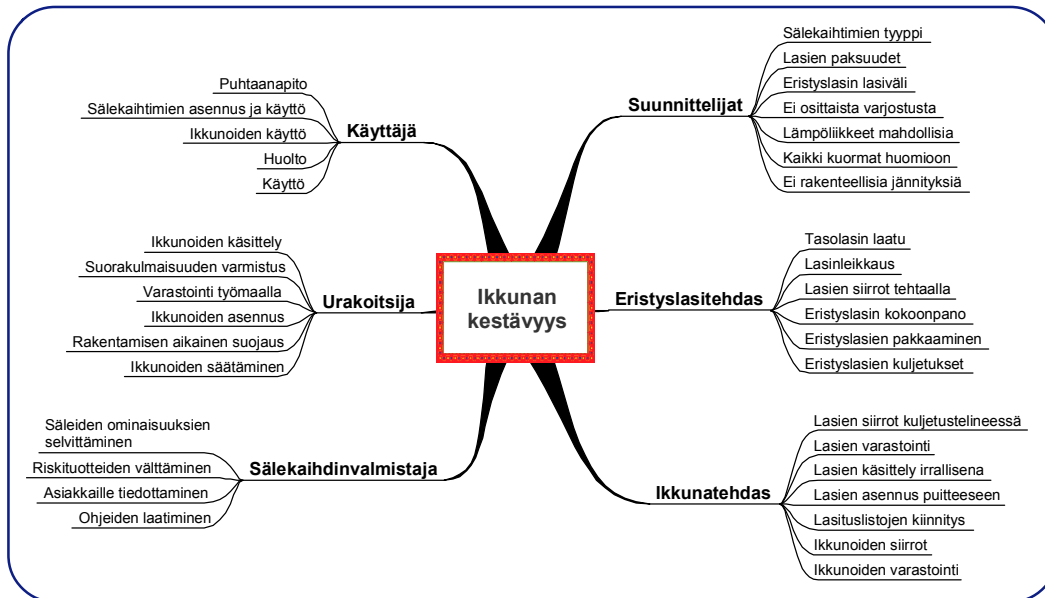 Ikkunan
kestävyys
Käyttäjä
Puhtaanapito
Sälekaihtimien asennus ja käyttö
Ikkunoiden käyttö
Huolto
Käyttö
Urakoitsija
Ikkunoiden käsittely
Suorakulmaisuuden varmistus
Varastointi työmaalla
Ikkunoiden asennus
Rakentamisen aikainen suojaus
Ikkunoiden säätäminen
Sälekaihdinvalmistaja
Säleiden ominaisuuksien
selvittäminen
Riskituotteiden välttäminen
Asiakkaille tiedottaminen
Ohjeiden laatiminen
Suunnittelijat
Sälekaihtimien tyyppi
Lasien paksuudet
Eristyslasin lasiväli
Ei osittaista varjostusta
Lämpöliikkeet mahdollisia
Kaikki kuormat huomioon
Ei rakenteellisia jännityksiä
Eristyslasitehdas
Tasolasin laatu
Lasinleikkaus
Lasien siirrot tehtaalla
Eristyslasin kokoonpano
Eristyslasien pakkaaminen
Eristyslasien kuljetukset
Ikkunatehdas
Lasien siirrot kuljetustelineessä
Lasien varastointi
Lasien käsittely irrallisena
Lasien asennus puitteeseen
Lasituslistojen kiinnitys
Ikkunoiden siirrot
Ikkunoiden varastointi